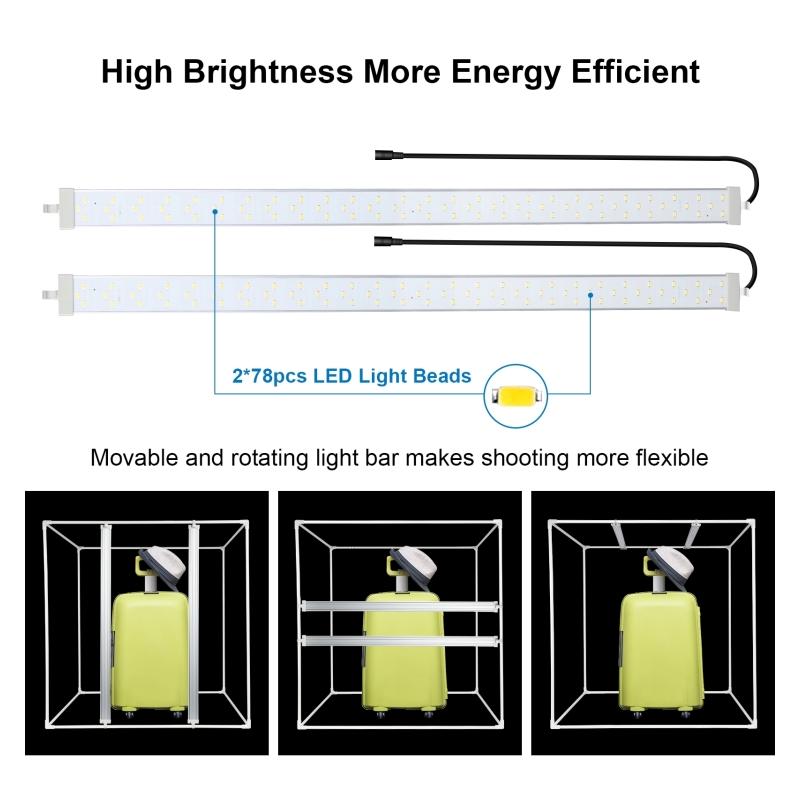 High Brightness More Energy Efficient
2*78pcs LED Light Beads
Movable and rotating light bar makes shooting more flexible